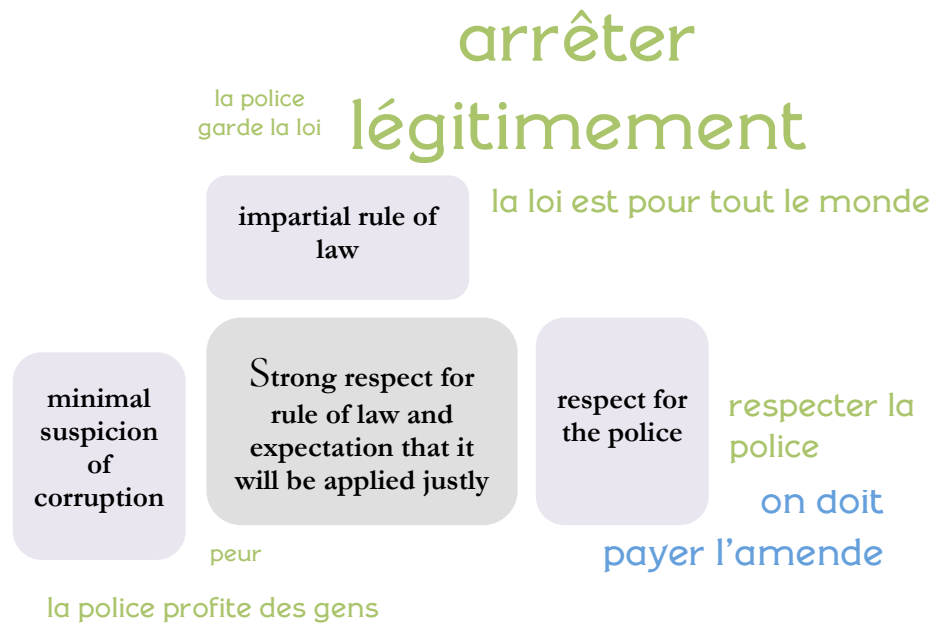 arrêter
légitimement
la police
garde la loi
la loi est pour tout le monde
impartial rule of
law
Strong respect for
rule of law and
expectation that it
will be applied justly
minimal
suspicion
of
corruption
respect for
the police
respecter la
police
on doit
payer l'amende
peur
la police profite des gens